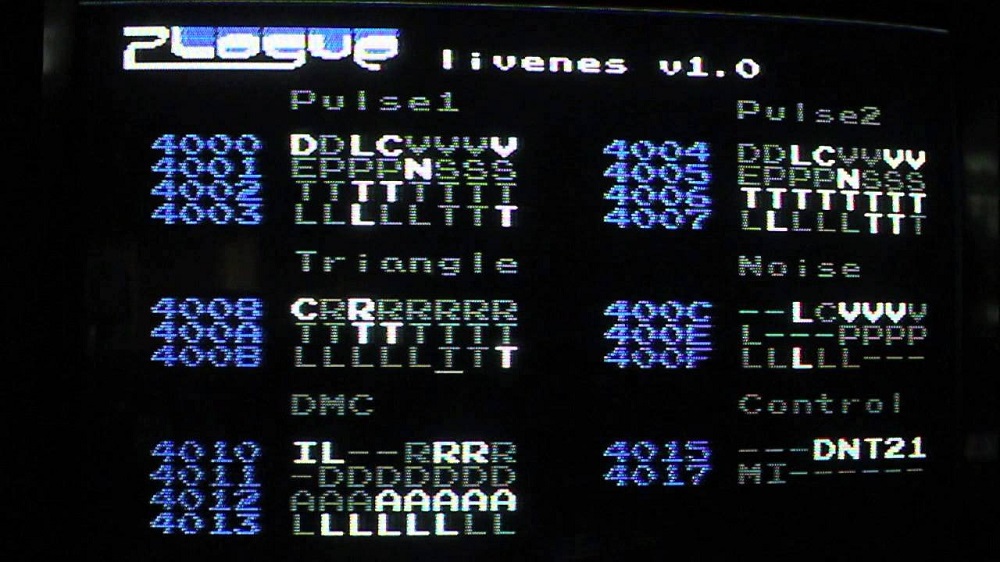 Plogue livenes v1.0
Pulse1
4000 DDLCVVVV
4001 EPPPNSSS
4002 TTTTTTTT
4003 LLLLLTTT
Pulse2
4004 DDLCVVVV
4005 EPPPNSSS
4006 TTTTTTTT
4007 LLLLLTTT
Triangle
4008 CRRRRRRR
400A TTTTTTTT
400B LLLLLTTT
Noise
400C --LCVVVV
400E L---PPPP
400F LLLLL---
DMC
4010 IL--RRRR
4011 -DDDDDDD
4012 AAAAAAAA
4013 LLLLLLLL
Control
4015 ---DNT21
4017 MI------